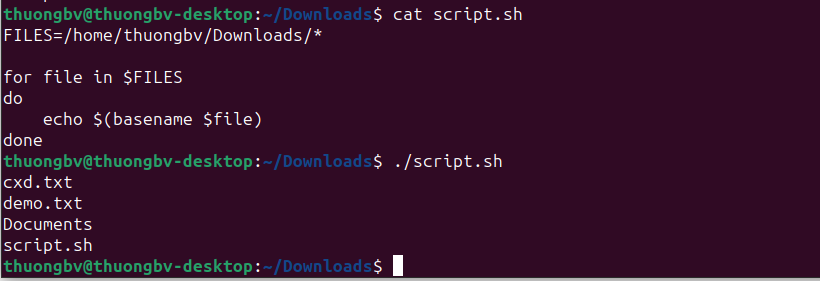 thuongbv@thuongbv-desktop:~/Downloads$ cat script.sh
FILES=/home/thuongbv/Downloads/*
for file in $FILES
do
    echo $(basename $file)
done
thuongbv@thuongbv-desktop:~/Downloads$ ./script.sh
cxd.txt
demo.txt
Documents
script.sh
thuongbv@thuongbv-desktop:~/Downloads$